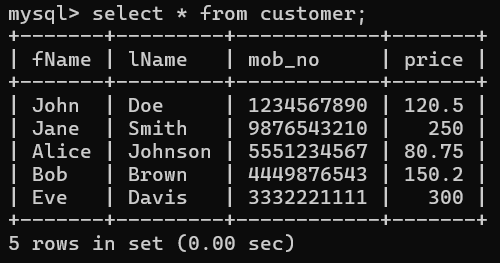 mysql> select * from customer;
+-------+---------+------------+-------+
| fName | lName   | mob_no     | price |
+-------+---------+------------+-------+
| John  | Doe     | 1234567890 | 120.5 |
| Jane  | Smith   | 9876543210 |   250 |
| Alice | Johnson | 5551234567 | 80.75 |
| Bob   | Brown   | 4449876543 | 150.2 |
| Eve   | Davis   | 3332221111 |   300 |
+-------+---------+------------+-------+
5 rows in set (0.00 sec)